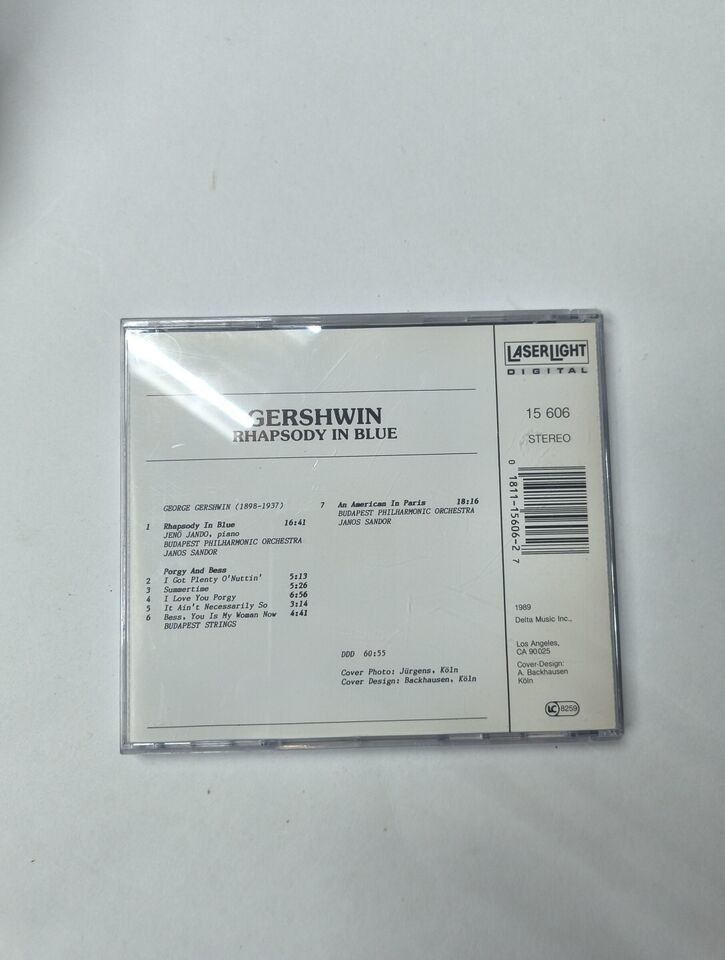 GERSHWIN
RHAPSODY IN BLUE
GEORGE GERSHWIN (1898-1937)
1 Rhapsody In Blue 16:41
JENÖ JANDO, piano
BUDAPEST PHILHARMONIC ORCHESTRA
JANOS SANDOR
Porgy And Bess
2 I Got Plenty O'Nuttin' 5:13
3 Summertime 5:26
4 I Love You Porgy 6:56
5 It Ain't Necessarily So 3:14
6 Bess, You Is My Woman Now 4:41
BUDAPEST STRINGS
7 An American In Paris 18:16
BUDAPEST PHILHARMONIC ORCHESTRA
JANOS SANDOR
DDD 60:55
Cover Photo: Jürgens, Köln
Cover Design: Backhausen, Köln
LASERLIGHT
DIGITAL
15 606
STEREO
0 1811-15606-2 7
1989
Delta Music Inc.,
Los Angeles,
CA 90025
Cover-Design:
A. Backhausen
Köln
LC 8259